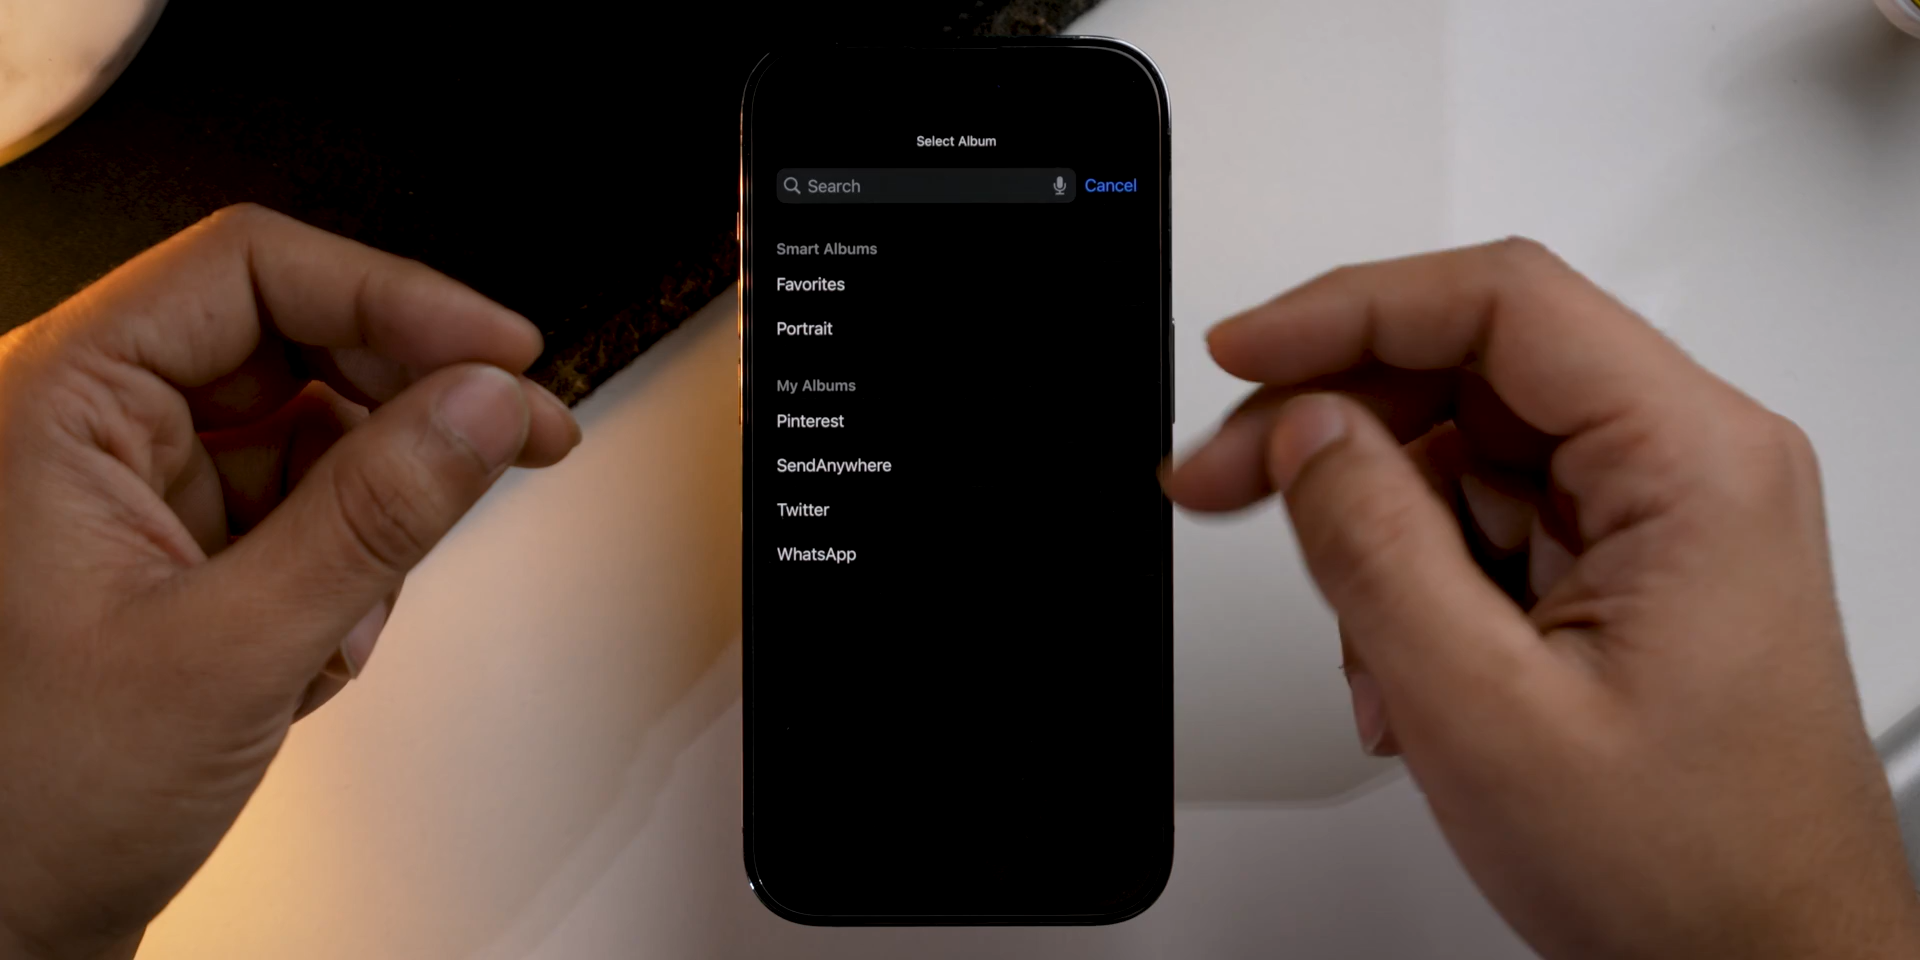 Select Album
Search
Cancel
Smart Albums
Favorites
Portrait
My Albums
Pinterest
SendAnywhere
Twitter
WhatsApp